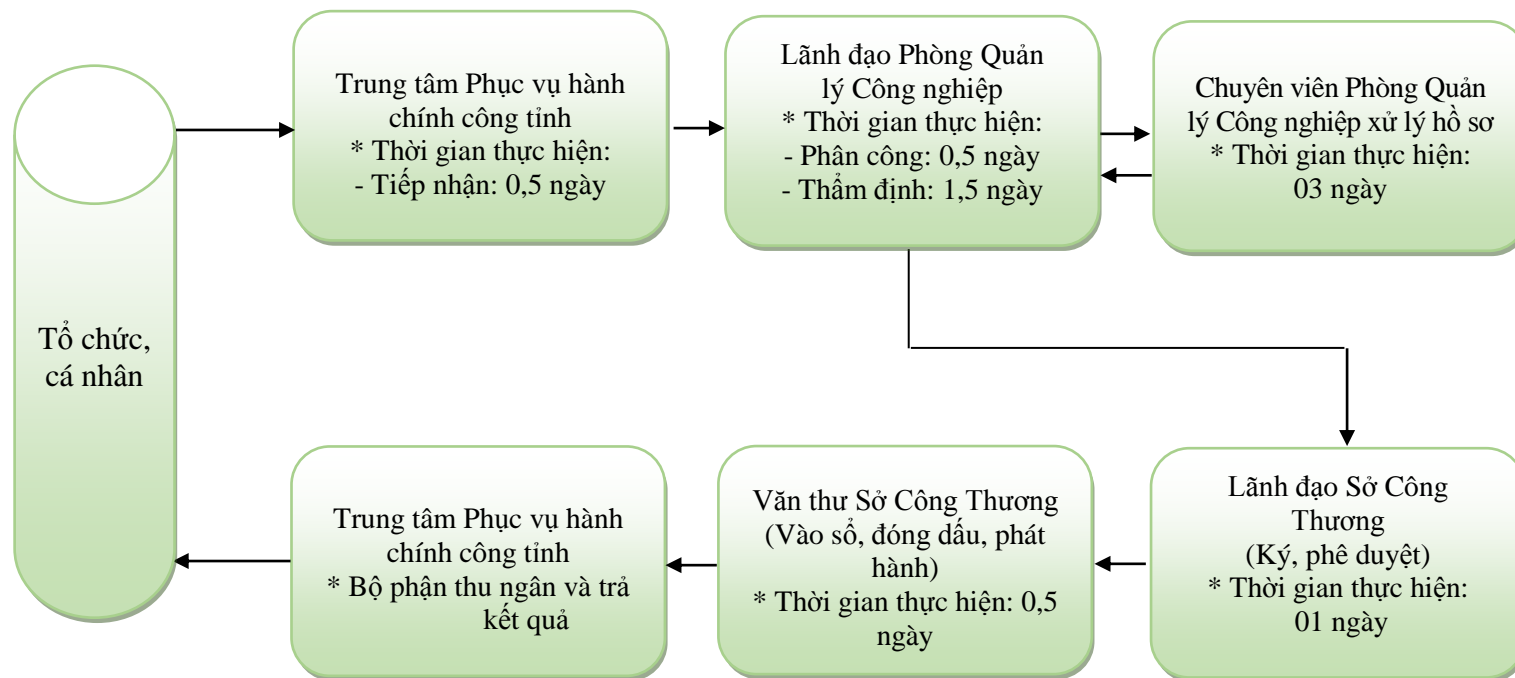 Tổ chức,
cá nhân
Trung tâm Phục vụ hành
chính công tỉnh
* Thời gian thực hiện:
- Tiếp nhận: 0,5 ngày
Lãnh đạo Phòng Quản
lý Công nghiệp
* Thời gian thực hiện:
- Phân công: 0,5 ngày
- Thẩm định: 1,5 ngày
Chuyên viên Phòng Quản
lý Công nghiệp xử lý hồ sơ
* Thời gian thực hiện:
03 ngày
Lãnh đạo Sở Công
Thương
(Ký, phê duyệt)
* Thời gian thực hiện:
01 ngày
Văn thư Sở Công Thương
(Vào sổ, đóng dấu, phát
hành)
* Thời gian thực hiện: 0,5
ngày
Trung tâm Phục vụ hành
chính công tỉnh
* Bộ phận thu ngân và trả
kết quả